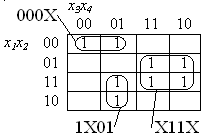 x₃x₄
000X
00 01 11 10
x₁x₂ 00 1 1
01 1 1
11 1 1 1
10 1
1X01 X11X